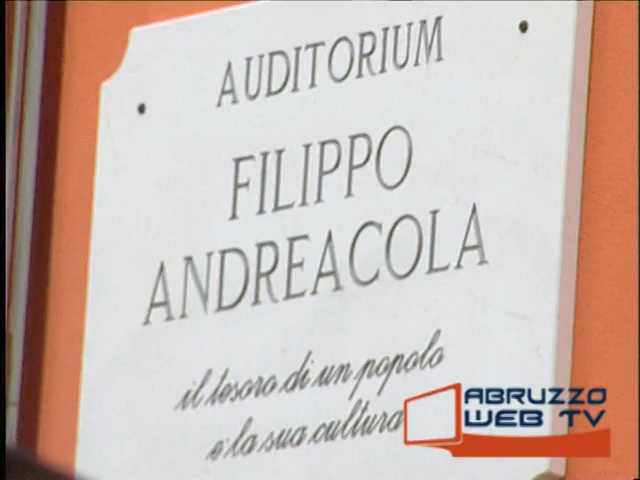 AUDITORIUM
FILIPPO
ANDREACOLA
il tesoro di un popolo
e' la sua cultura
ABRUZZO
WEB TV